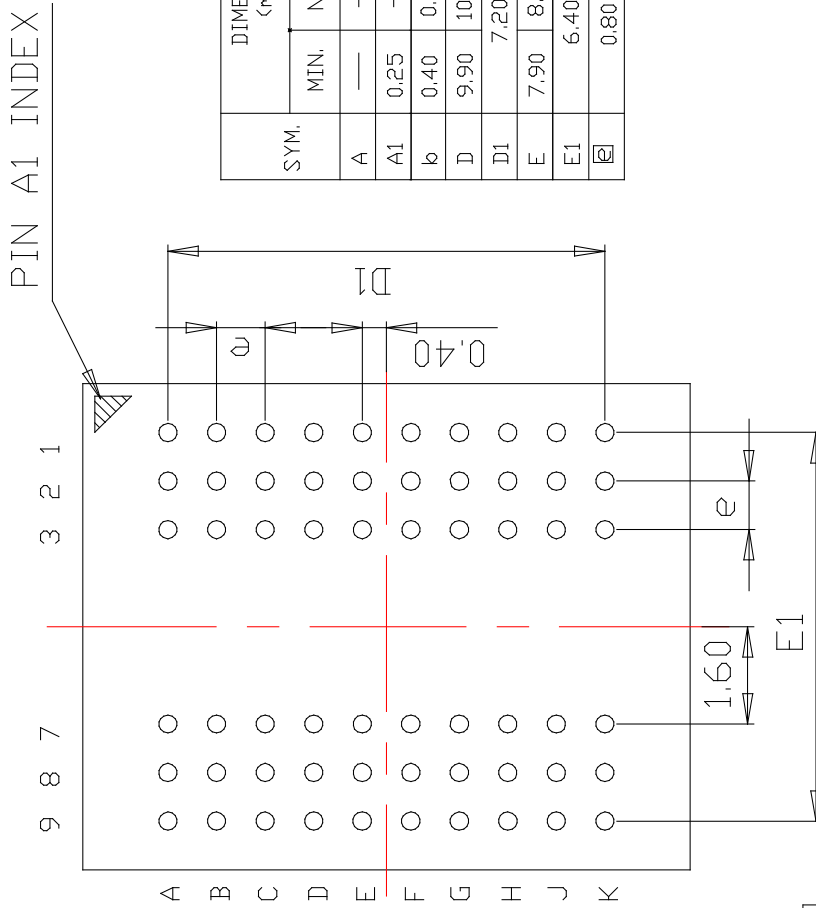 PIN A1 INDEX
SYM.
MIN.
A
A1 0.25
b 0.40
D 9.90
D1 7.20
E 7.90
E1 6.40
e 0.80
D1
e
0.40
1
2
3
7
8
9
A
B
C
D
E
F
G
H
J
K
e
1.60
E1